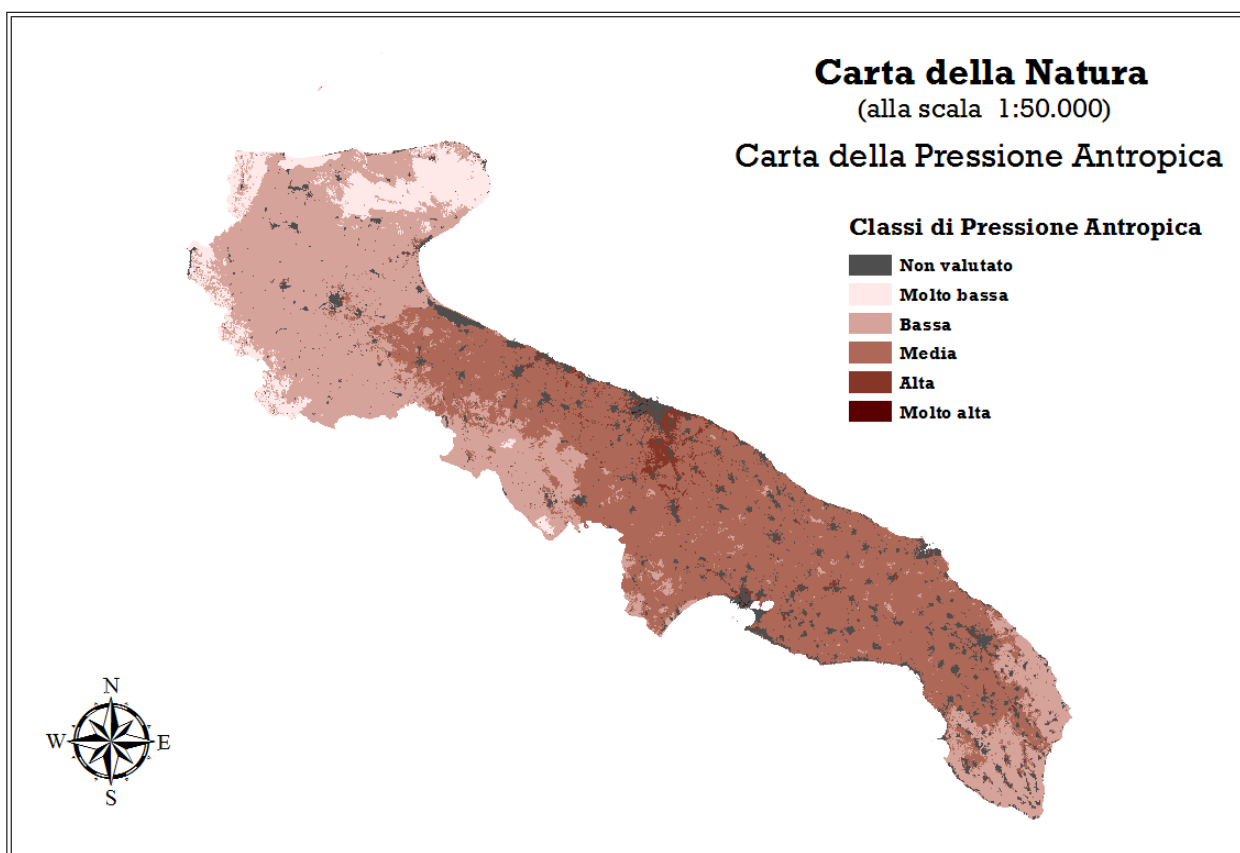 Carta della Natura
(alla scala 1:50.000)
Carta della Pressione Antropica
Classi di Pressione Antropica
Non valutato
Molto bassa
Bassa
Media
Alta
Molto alta
N
W E
S